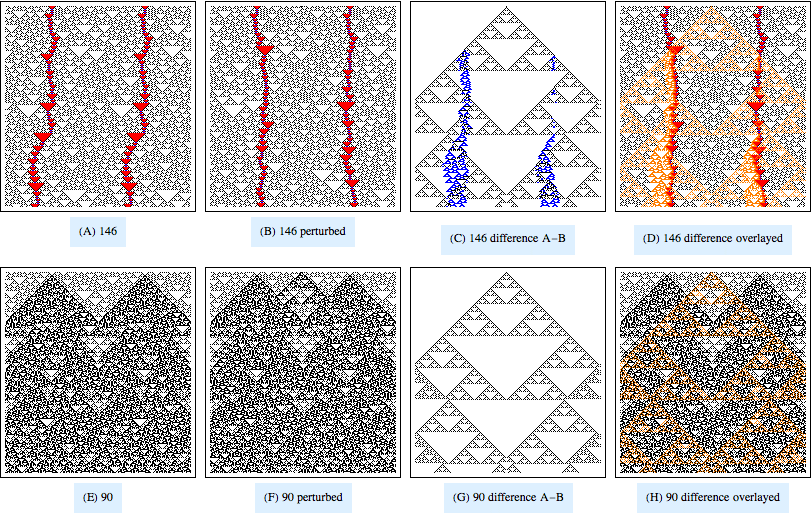 (A) 146
(B) 146 perturbed
(C) 146 difference A–B
(D) 146 difference overlayed
(E) 90
(F) 90 perturbed
(G) 90 difference A–B
(H) 90 difference overlayed